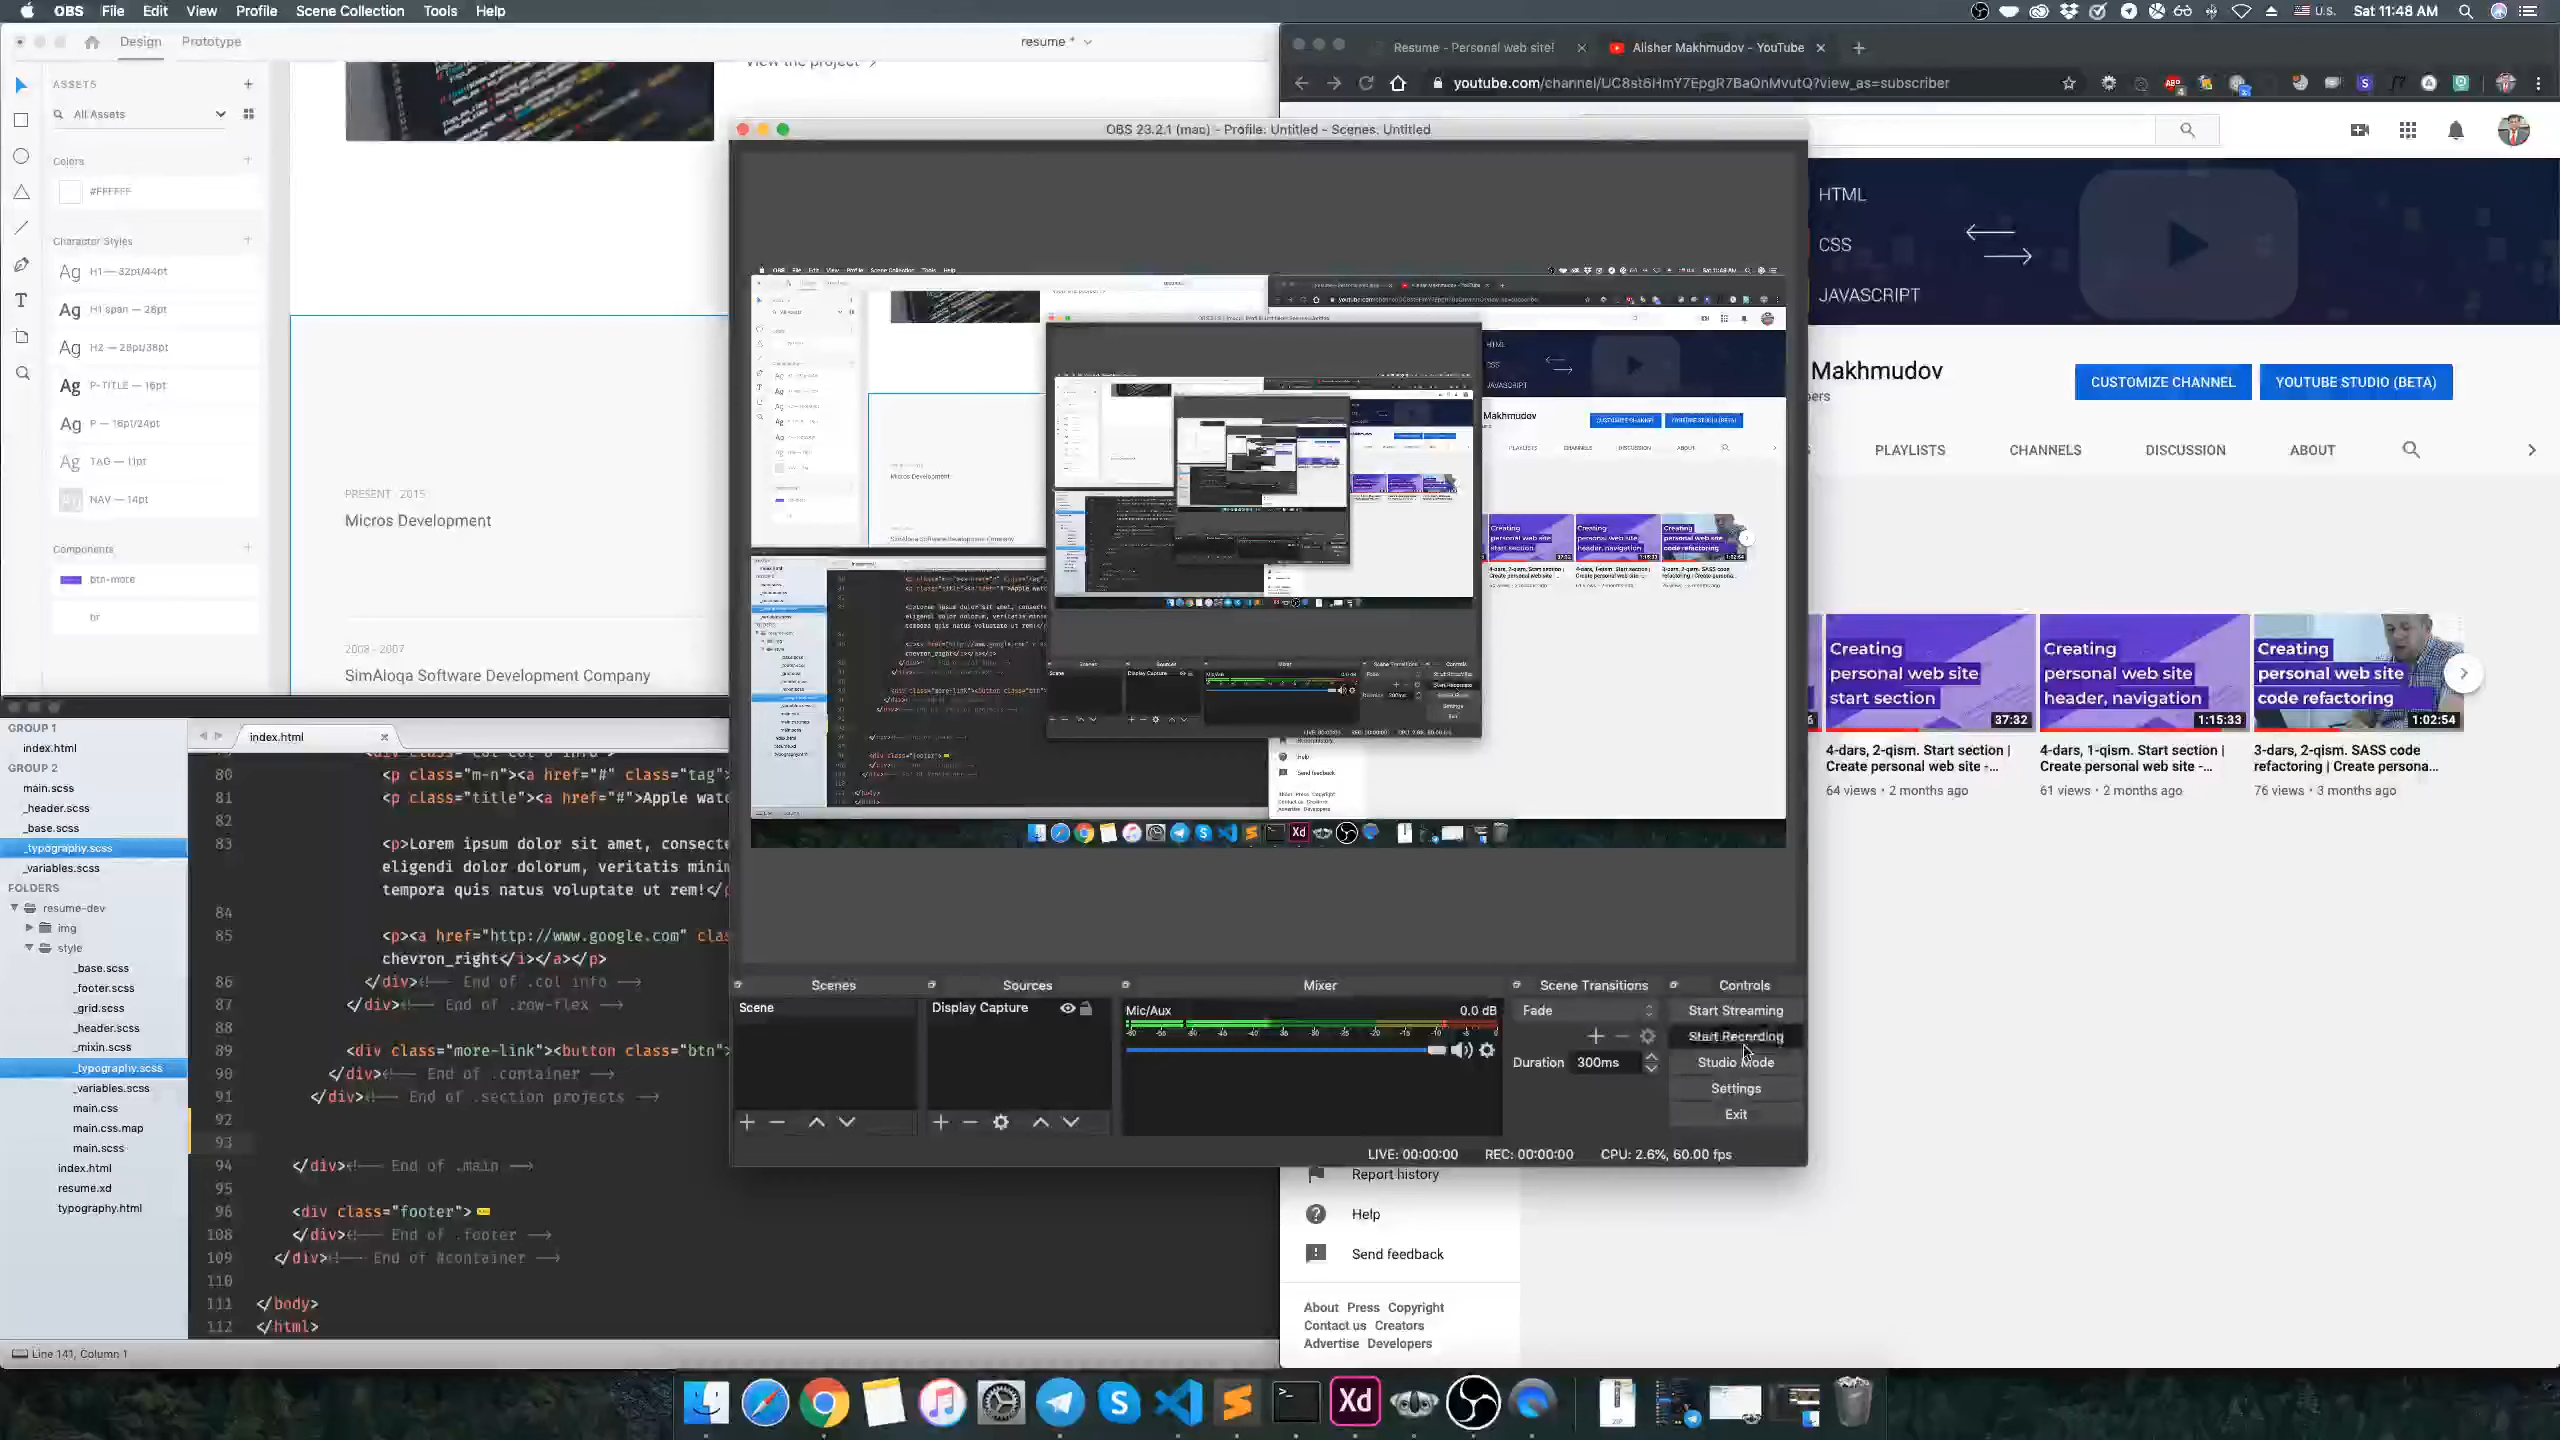 OBS File Edit View Profile Scene Collection Tools Help
U.S. Sat 11:48 AM
Design Prototype
resume *
ASSETS
All Assets
Colors
#FFFFFF
Character Styles
Ag H1 — 32pt/44pt
Ag H1 span — 28pt
Ag H2 — 28pt/38pt
Ag P-TITLE — 16pt
Ag P — 16pt/24pt
Ag TAG — 11pt
Ag NAV — 14pt
Components
btn-more
View the project
PRESENT - 2015
Micros Development
2008 - 2007
SimAloqa Software Development Company
Resume - Personal web site!
Alisher Makhmudov - YouTube
youtube.com/channel/UC8st6HmY7EpgR7BaQnMvutQ?view_as=subscriber
HTML
CSS
JAVASCRIPT
Makhmudov
CUSTOMIZE CHANNEL
YOUTUBE STUDIO (BETA)
PLAYLISTS CHANNELS DISCUSSION ABOUT
Creating
personal web site
start section
37:32
4-dars, 2-qism. Start section |
Create personal web site -...
64 views • 2 months ago
Creating
personal web site
header, navigation
1:15:33
4-dars, 1-qism. Start section |
Create personal web site -...
61 views • 2 months ago
Creating
personal web site
code refactoring
1:02:54
3-dars, 2-qism. SASS code
refactoring | Create persona...
76 views • 3 months ago
OBS 23.2.1 (mac) - Profile: Untitled - Scenes: Untitled
Scenes
Scene
Sources
Display Capture
Mixer
Mic/Aux
0.0 dB
Scene Transitions
Fade
Duration 300ms
Controls
Start Streaming
Start Recording
Studio Mode
Settings
Exit
LIVE: 00:00:00 REC: 00:00:00 CPU: 2.6%, 60.00 fps
Report history
Help
Send feedback
About Press Copyright
Contact us Creators
Advertise Developers
GROUP 1
index.html
GROUP 2
main.scss
_header.scss
_base.scss
_typography.scss
_variables.scss
FOLDERS
resume-dev
img
style
_base.scss
_footer.scss
_grid.scss
_header.scss
_mixin.scss
_typography.scss
_variables.scss
main.css
main.css.map
main.scss
index.html
resume.xd
typography.html
index.html
80 <p class="m-n"><a href="#" class="tag"
81 <p class="title"><a href="#">Apple wat
82
83 <p>Lorem ipsum dolor sit amet, consect
eligendi dolor dolorum, veritatis mini
tempora quis natus voluptate ut rem!</
84
85 <p><a href="http://www.google.com" cla
chevron_right</i></a></p>
86 </div><!-- End of .col info -->
87 </div><!-- End of .row-flex -->
88
89 <div class="more-link"><button class="btn">
90 </div><!-- End of .container -->
91 </div><!-- End of .section projects -->
92
93
94 </div><!-- End of .main -->
95
96 <div class="footer">
108 </div><!-- End of .footer -->
109 </div><!-- End of #container -->
110
111 </body>
112 </html>
Line 141, Column 1
Xd
ZIP